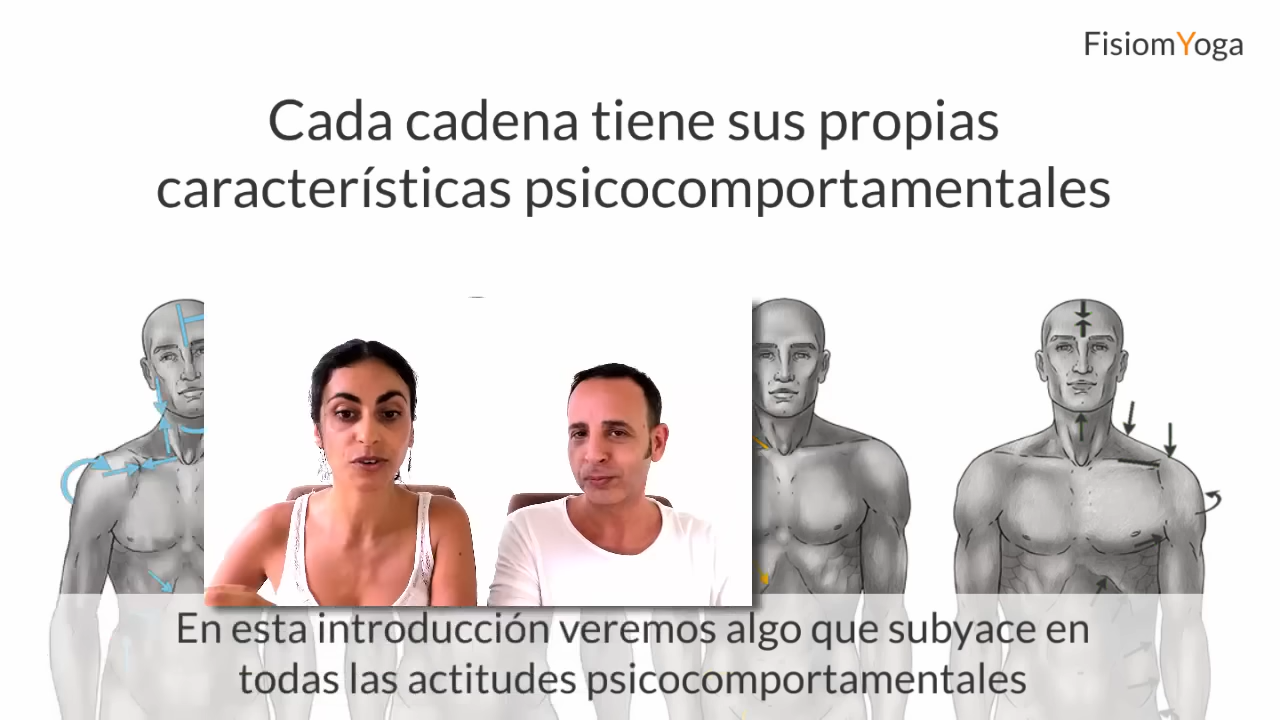 FisiomYoga
Cada cadena tiene sus propias
características psicocomportamentales
En esta introducción veremos algo que subyace en
todas las actitudes psicocomportamentales